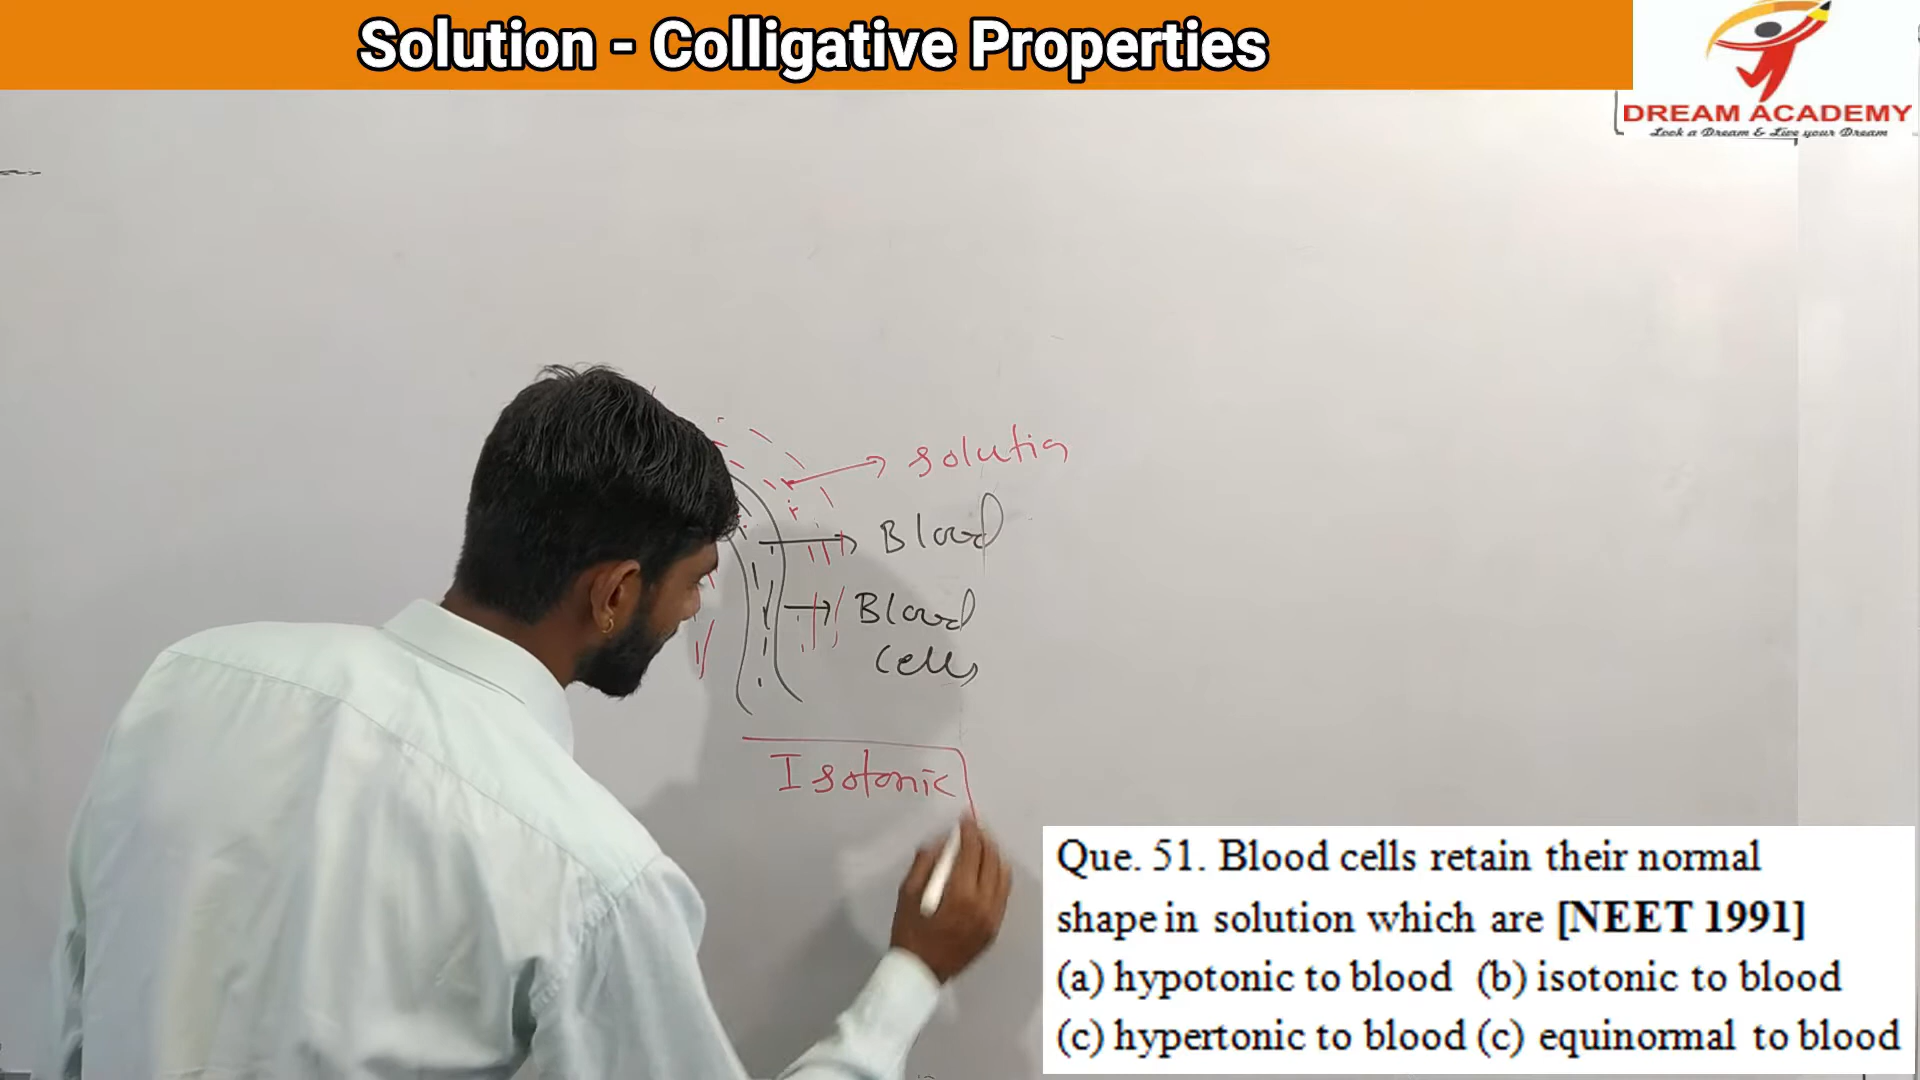 Solution - Colligative Properties
DREAM ACADEMY
Look a Dream & Live your Dream
solution
Blood
Blood
Cells
Isotonic
Que. 51. Blood cells retain their normal
shape in solution which are [NEET 1991]
(a) hypotonic to blood (b) isotonic to blood
(c) hypertonic to blood (c) equinormal to blood